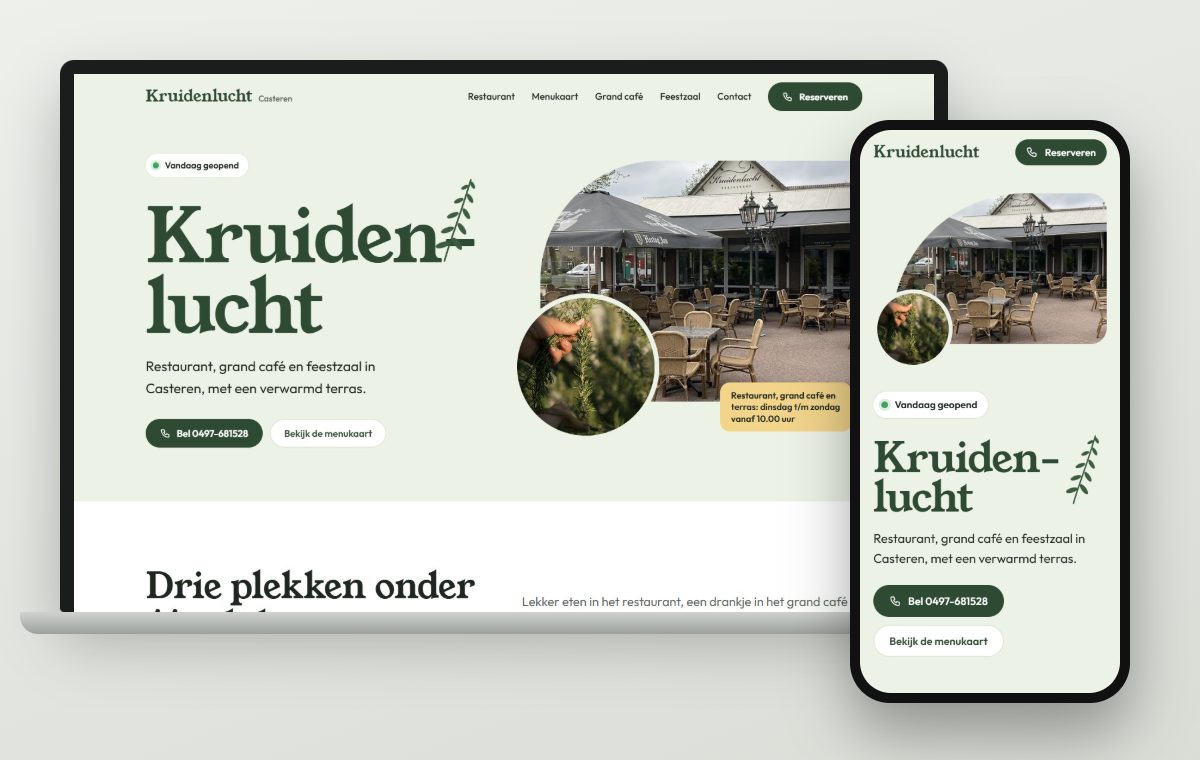 Kruidenlucht Casteren
Restaurant Menukaart Grand café Feestzaal Contact Reserveren
Vandaag geopend
Kruiden-
lucht
Restaurant, grand café en feestzaal in
Casteren, met een verwarmd terras.
Bel 0497-681528 Bekijk de menukaart
Kruidenlucht
Hertog Jan
Restaurant, grand café en
terras: dinsdag t/m zondag
vanaf 10.00 uur
Drie plekken onder
Lekker eten in het restaurant, een drankje in het grand café
Kruidenlucht Reserveren
Kruidenlucht
Vandaag geopend
Kruiden-
lucht
Restaurant, grand café en feestzaal in
Casteren, met een verwarmd terras.
Bel 0497-681528
Bekijk de menukaart